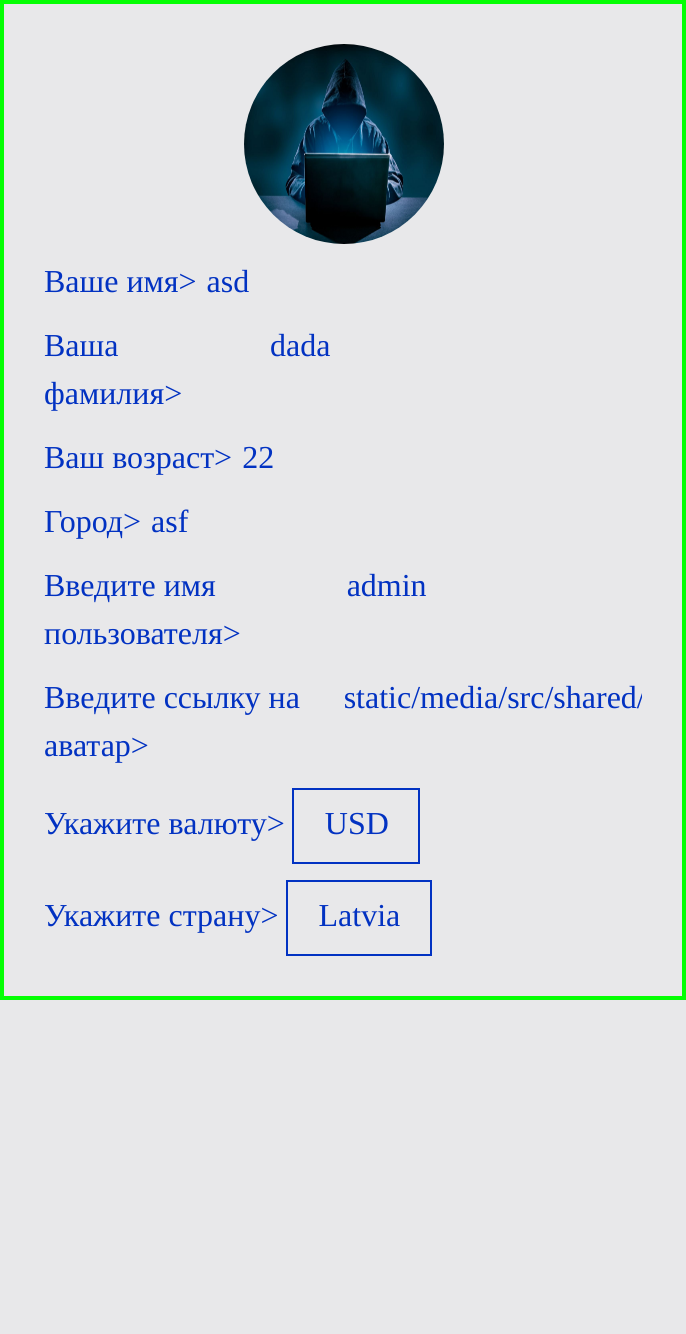 Ваше имя> asd
Ваша dada
фамилия>
Ваш возраст> 22
Город> asf
Введите имя admin
пользователя>
Введите ссылку на static/media/src/shared/
аватар>
Укажите валюту> USD
Укажите страну> Latvia